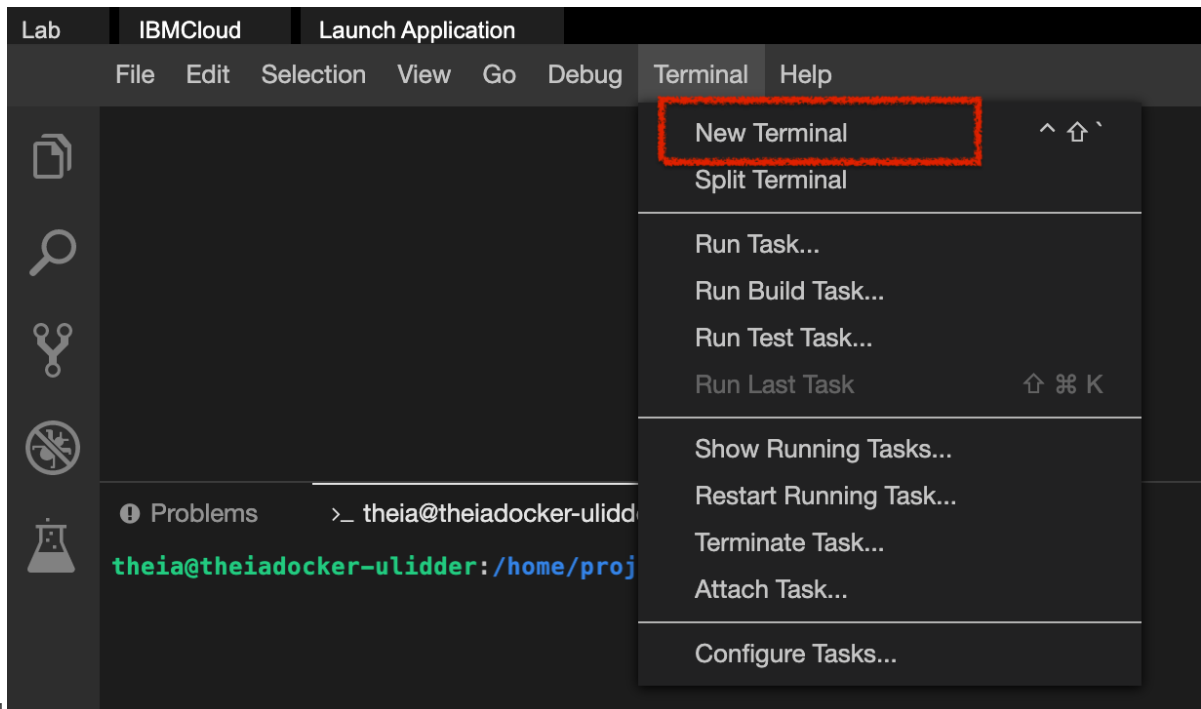 Lab IBMCloud Launch Application
File Edit Selection View Go Debug Terminal Help
New Terminal ^ ⇧ `
Split Terminal
Run Task...
Run Build Task...
Run Test Task...
Run Last Task ⇧ ⌘ K
Show Running Tasks...
Restart Running Task...
Terminate Task...
Attach Task...
Configure Tasks...
Problems >_ theia@theiadocker-ulidd
theia@theiadocker-ulidder:/home/proj